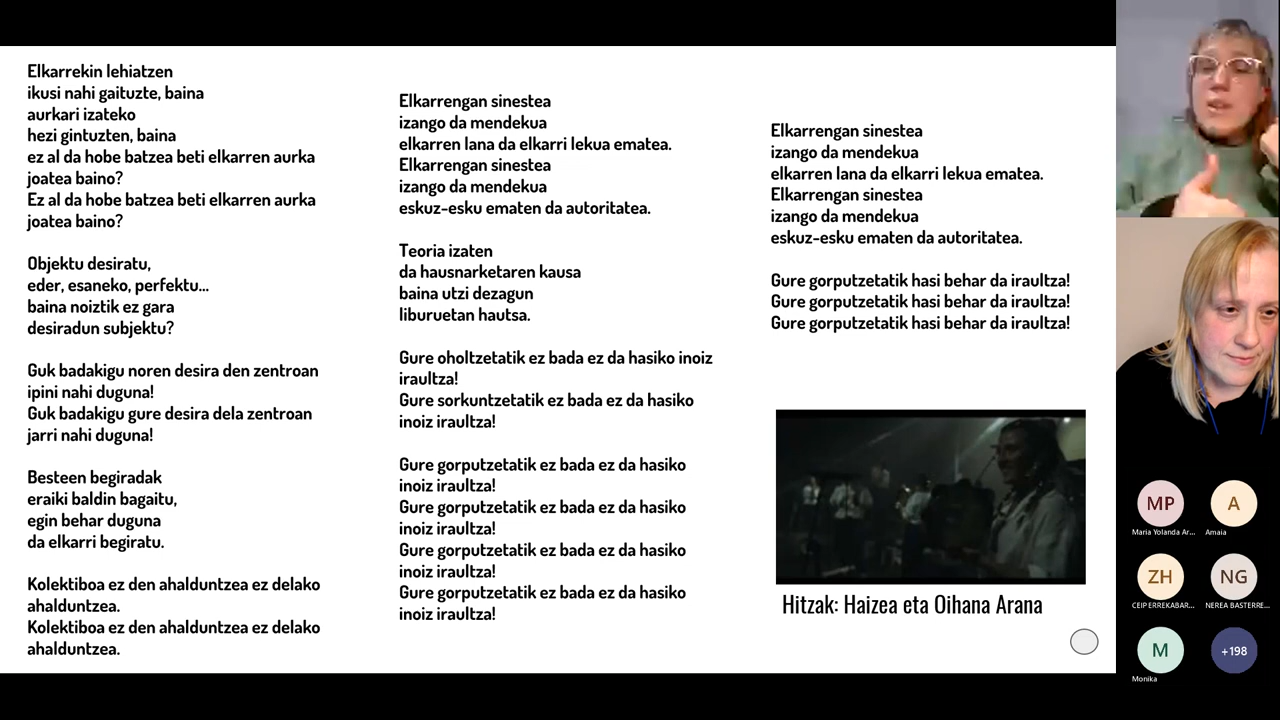 Elkarrekin lehiatzen
ikusi nahi gaituzte, baina
aurkari izateko
hezi gintuzten, baina
ez al da hobe batzea beti elkarren aurka
joatea baino?
Ez al da hobe batzea beti elkarren aurka
joatea baino?
Objektu desiratu,
eder, esaneko, perfektu...
baina noiztik ez gara
desiradun subjektu?
Guk badakigu noren desira den zentroan
ipini nahi duguna!
Guk badakigu gure desira dela zentroan
jarri nahi duguna!
Besteen begiradak
eraiki baldin bagaitu,
egin behar duguna
da elkarri begiratu.
Kolektiboa ez den ahalduntzea ez delako
ahalduntzea.
Kolektiboa ez den ahalduntzea ez delako
ahalduntzea.
Elkarrengan sinestea
izango da mendekua
elkarren lana da elkarri lekua ematea.
Elkarrengan sinestea
izango da mendekua
eskuz-esku ematen da autoritatea.
Teoria izaten
da hausnarketaren kausa
baina utzi dezagun
liburuetan hautsa.
Gure oholtzetatik ez bada ez da hasiko inoiz
iraultza!
Gure sorkuntzetatik ez bada ez da hasiko
inoiz iraultza!
Gure gorputzetatik ez bada ez da hasiko
inoiz iraultza!
Gure gorputzetatik ez bada ez da hasiko
inoiz iraultza!
Gure gorputzetatik ez bada ez da hasiko
inoiz iraultza!
Gure gorputzetatik ez bada ez da hasiko
inoiz iraultza!
Elkarrengan sinestea
izango da mendekua
elkarren lana da elkarri lekua ematea.
Elkarrengan sinestea
izango da mendekua
eskuz-esku ematen da autoritatea.
Gure gorputzetatik hasi behar da iraultza!
Gure gorputzetatik hasi behar da iraultza!
Gure gorputzetatik hasi behar da iraultza!
Hitzak: Haizea eta Oihana Arana
MP
A
Maria Yolanda Ar...
Amaia
ZH
NG
CEIP ERREKABAR...
NEREA BASTERRE...
M
+198
Monika